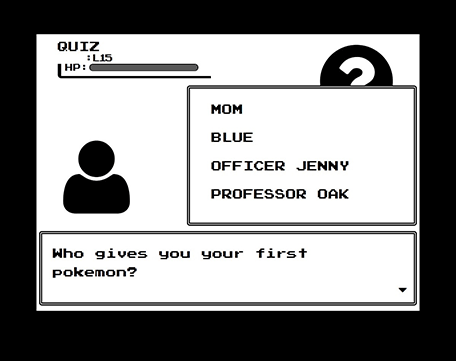 QUIZ
:L15
HP:
?
MOM
BLUE
OFFICER JENNY
PROFESSOR OAK
Who gives you your first
pokemon?